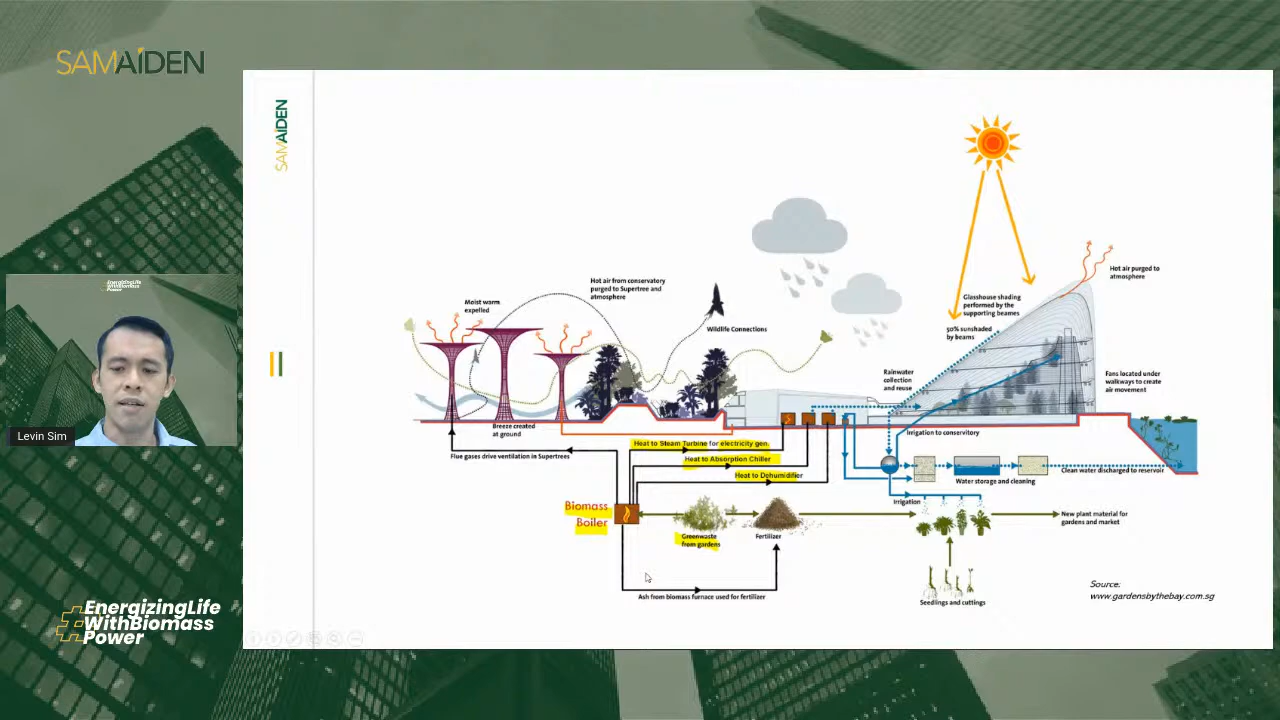 SAMAIDEN
SAMAIDEN
Hot air purged to
atmosphere
Hot air from conservatory
purged to Supertree and
atmosphere
Glasshouse shading
performed by the
supporting beames
Moist warm
expelled
EnergizingLife
WithBiomass
Power
Wildlife Connections
50% sunshaded
by beams
Rainwater
collection
and reuse
Fans located under
walkways to create
air movement
Breeze created
at ground
Levin Sim
Irrigation to conservitory
Heat to Steam Turbine for electricity gen.
Flue gases drive ventilation in Supertrees
Heat to Absorption Chiller
Heat to Dehumidifier
Clean water discharged to reservoir
Water storage and cleaning
Irrigation
Biomass
Boiler
New plant material for
gardens and market
Greenwaste
from gardens
Fertilizer
Ash from biomass furnace used for fertilizer
Seedlings and cuttings
Source:
www.gardensbythebay.com.sg
#EnergizingLife
WithBiomass
Power